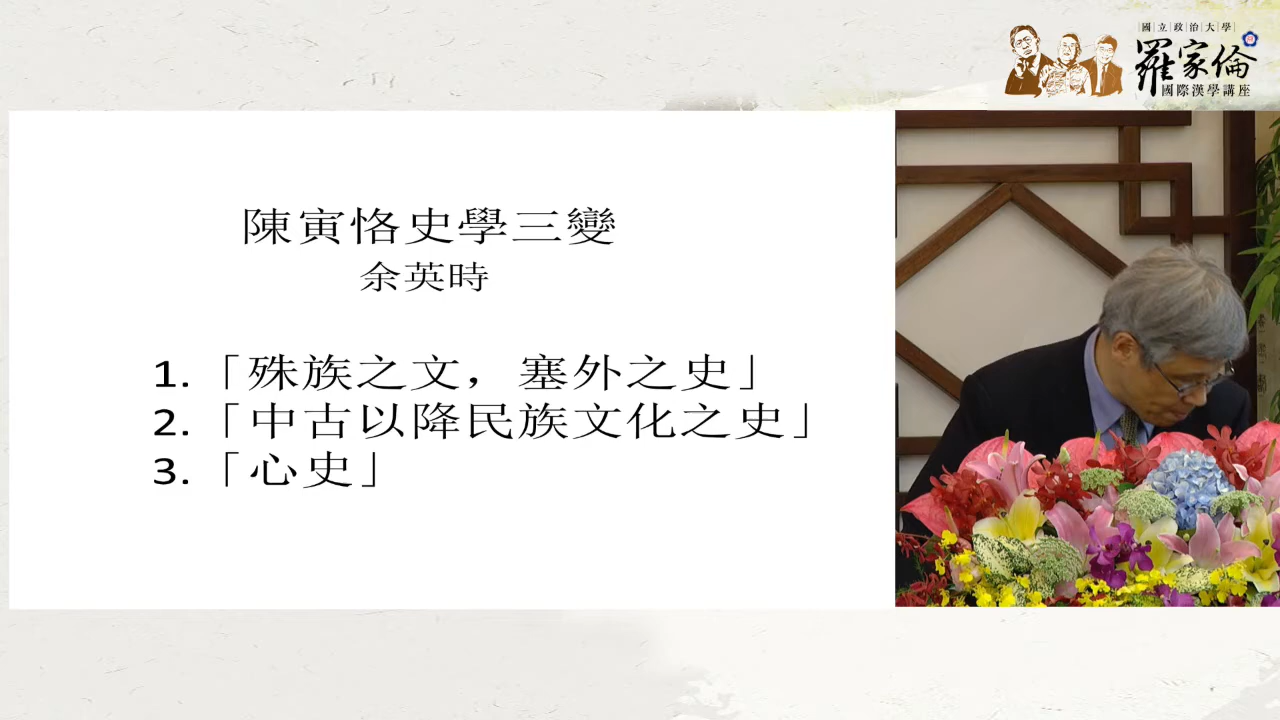 國立政治大學
羅家倫
國際漢學講座
陳寅恪史學三變
余英時
1.「殊族之文，塞外之史」
2.「中古以降民族文化之史」
3.「心史」